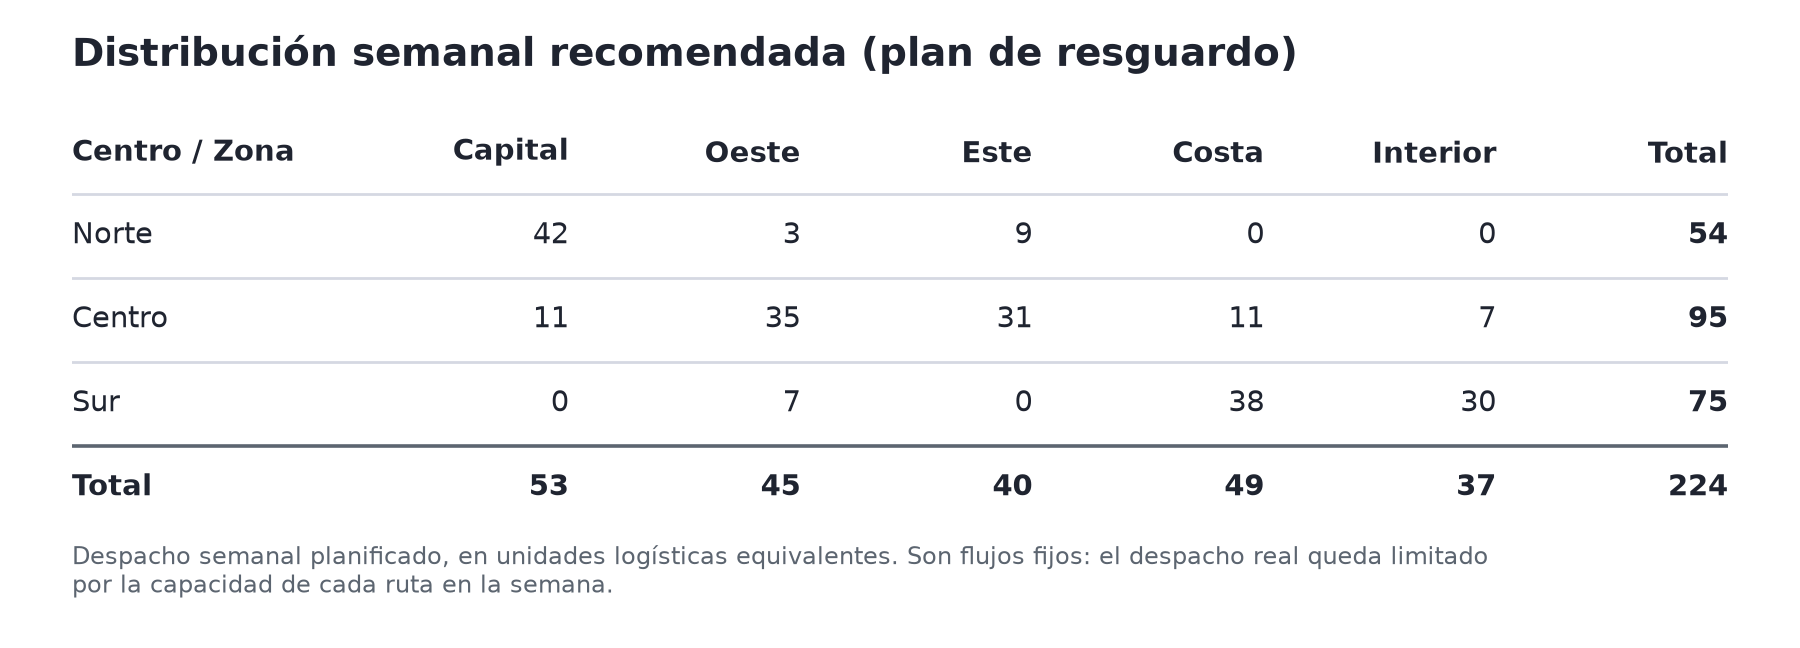 Distribución semanal recomendada (plan de resguardo)
Centro / Zona Capital Oeste Este Costa Interior Total
Norte 42 3 9 0 0 54
Centro 11 35 31 11 7 95
Sur 0 7 0 38 30 75
Total 53 45 40 49 37 224
Despacho semanal planificado, en unidades logísticas equivalentes. Son flujos fijos: el despacho real queda limitado
por la capacidad de cada ruta en la semana.